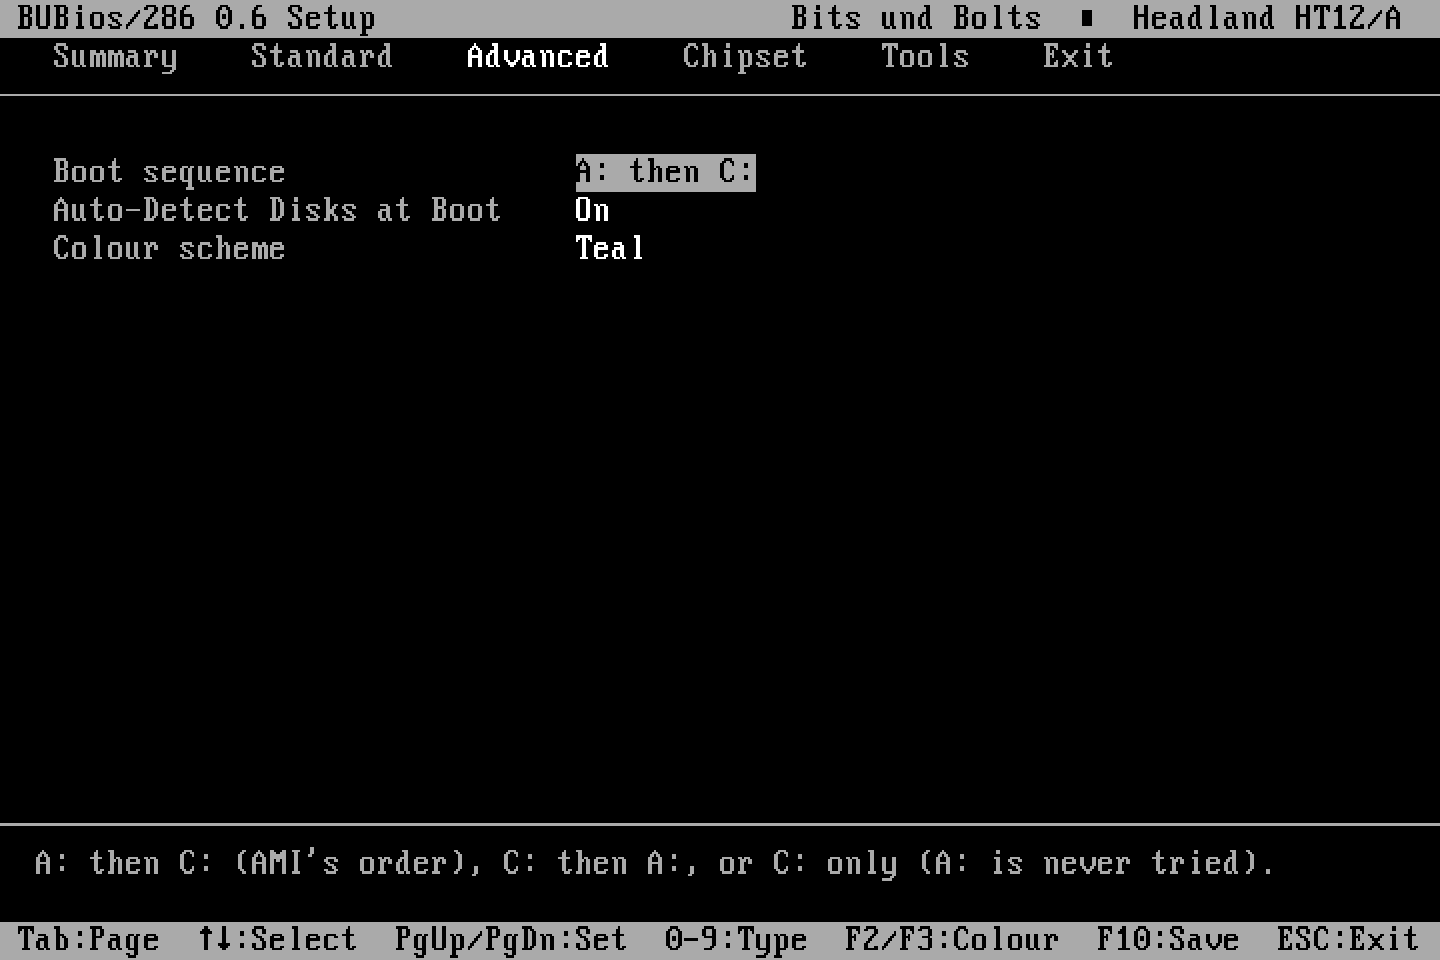 BUBios/286 0.6 Setup Bits und Bolts ■ Headland HT12/A
Summary Standard Advanced Chipset Tools Exit
Boot sequence A: then C:
Auto-Detect Disks at Boot On
Colour scheme Teal
A: then C: (AMI's order), C: then A:, or C: only (A: is never tried).
Tab:Page ↑↓:Select PgUp/PgDn:Set 0-9:Type F2/F3:Colour F10:Save ESC:Exit